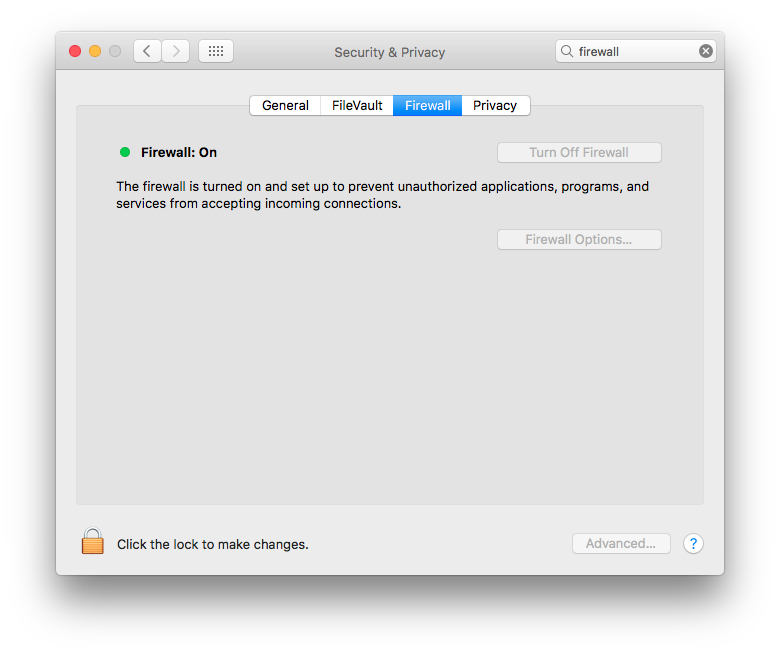 Security & Privacy
firewall
General
FileVault
Firewall
Privacy
Firewall: On
Turn Off Firewall
The firewall is turned on and set up to prevent unauthorized applications, programs, and
services from accepting incoming connections.
Firewall Options...
Click the lock to make changes.
Advanced...
?